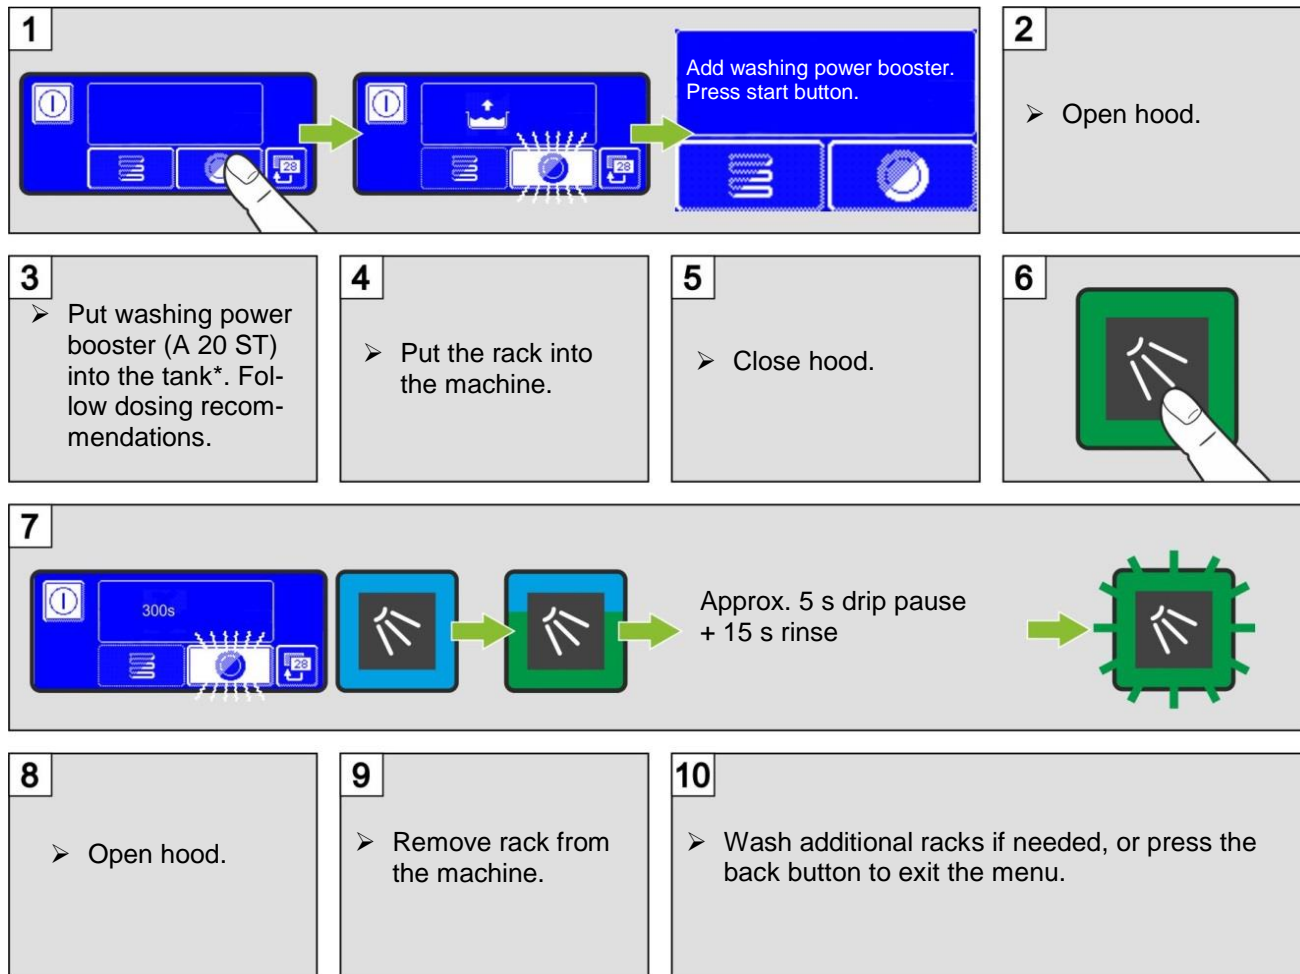 1
28
28
Add washing power booster.
Press start button.
2
➢ Open hood.
3
➢ Put washing power
booster (A 20 ST)
into the tank*. Fol-
low dosing recom-
mendations.
4
➢ Put the rack into
the machine.
5
➢ Close hood.
6
7
300s
28
Approx. 5 s drip pause
+ 15 s rinse
8
➢ Open hood.
9
➢ Remove rack from
the machine.
10
➢ Wash additional racks if needed, or press the
back button to exit the menu.